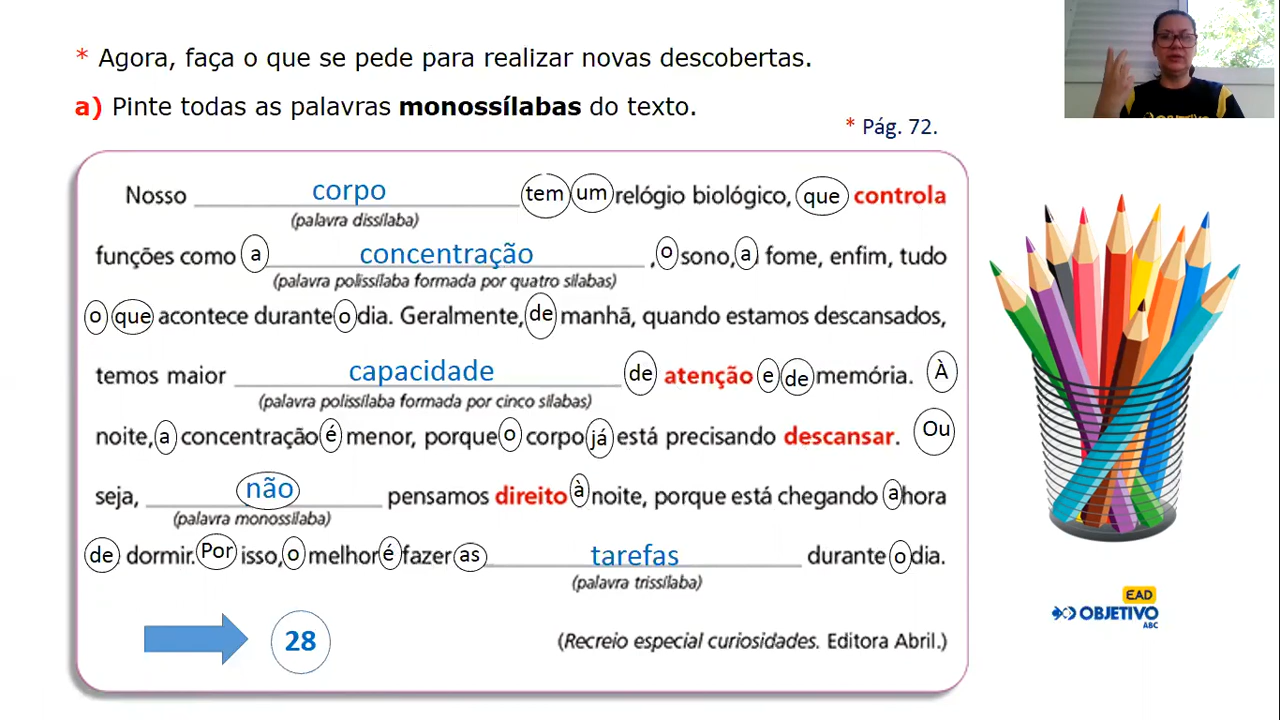 * Agora, faça o que se pede para realizar novas descobertas.
a) Pinte todas as palavras monossílabas do texto.
* Pág. 72.
Nosso corpo tem um relógio biológico, que controla
(palavra dissílaba)
funções como a concentração , o sono, a fome, enfim, tudo
(palavra polissílaba formada por quatro sílabas)
o que acontece durante o dia. Geralmente, de manhã, quando estamos descansados,
temos maior capacidade de atenção e de memória. À
(palavra polissílaba formada por cinco sílabas)
noite, a concentração é menor, porque o corpo já está precisando descansar. Ou
seja, não pensamos direito à noite, porque está chegando a hora
(palavra monossílaba)
de dormir. Por isso, o melhor é fazer as tarefas durante o dia.
(palavra trissílaba)
28
(Recreio especial curiosidades. Editora Abril.)
EAD
OBJETIVO
ABC
OBJETIVO